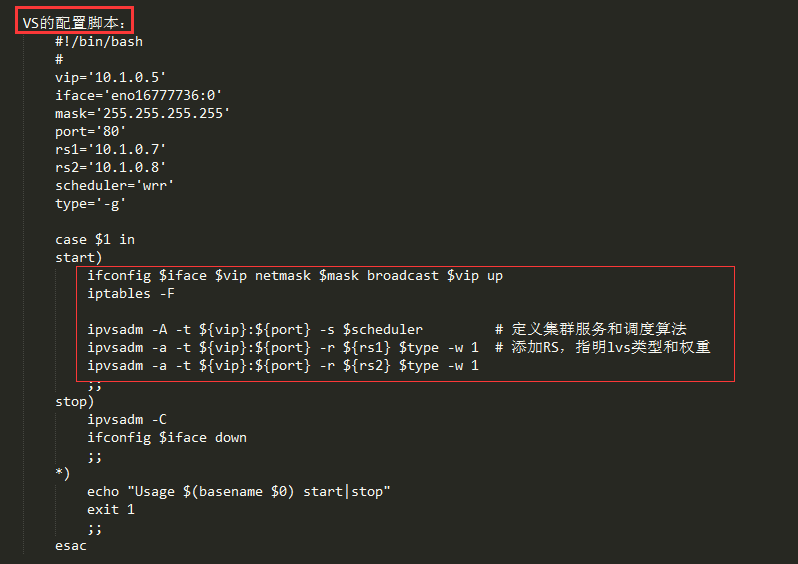 VS的配置脚本:
#!/bin/bash
#
vip='10.1.0.5'
iface='eno16777736:0'
mask='255.255.255.255'
port='80'
rs1='10.1.0.7'
rs2='10.1.0.8'
scheduler='wrr'
type='-g'
case $1 in
start)
ifconfig $iface $vip netmask $mask broadcast $vip up
iptables -F
ipvsadm -A -t ${vip}:${port} -s $scheduler # 定义集群服务和调度算法
ipvsadm -a -t ${vip}:${port} -r ${rs1} $type -w 1 # 添加RS，指明lvs类型和权重
ipvsadm -a -t ${vip}:${port} -r ${rs2} $type -w 1
;;
stop)
ipvsadm -C
ifconfig $iface down
;;
*)
echo "Usage $(basename $0) start|stop"
exit 1
;;
esac